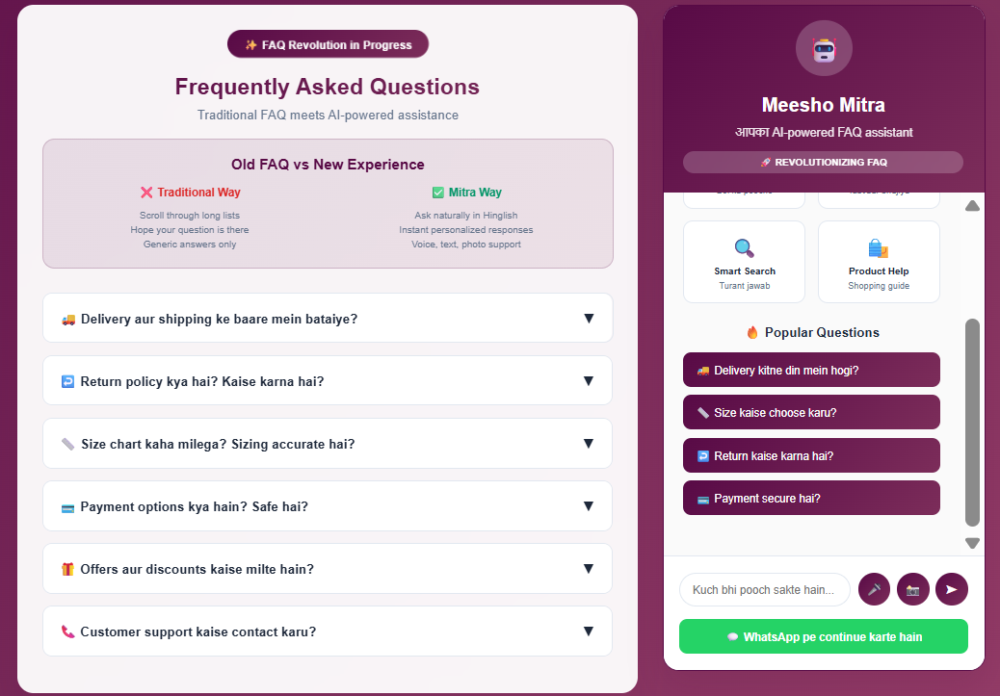 ✨ FAQ Revolution in Progress
Frequently Asked Questions
Traditional FAQ meets AI-powered assistance
Old FAQ vs New Experience
❌ Traditional Way
Scroll through long lists
Hope your question is there
Generic answers only
✅ Mitra Way
Ask naturally in Hinglish
Instant personalized responses
Voice, text, photo support
🚚 Delivery aur shipping ke baare mein bataiye? ▼
↩️ Return policy kya hai? Kaise karna hai? ▼
📏 Size chart kaha milega? Sizing accurate hai? ▼
💳 Payment options kya hain? Safe hai? ▼
🎁 Offers aur discounts kaise milte hain? ▼
📞 Customer support kaise contact karu? ▼
Meesho Mitra
आपका AI-powered FAQ assistant
🚀 REVOLUTIONIZING FAQ
🔍 Smart Search
Turant jawab
🛍️ Product Help
Shopping guide
🔥 Popular Questions
🚚 Delivery kitne din mein hogi?
📏 Size kaise choose karu?
↩️ Return kaise karna hai?
💳 Payment secure hai?
Kuch bhi pooch sakte hain...
💬 WhatsApp pe continue karte hain